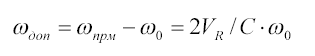 ω_доп = ω_прм − ω_0 = 2V_R / C · ω_0